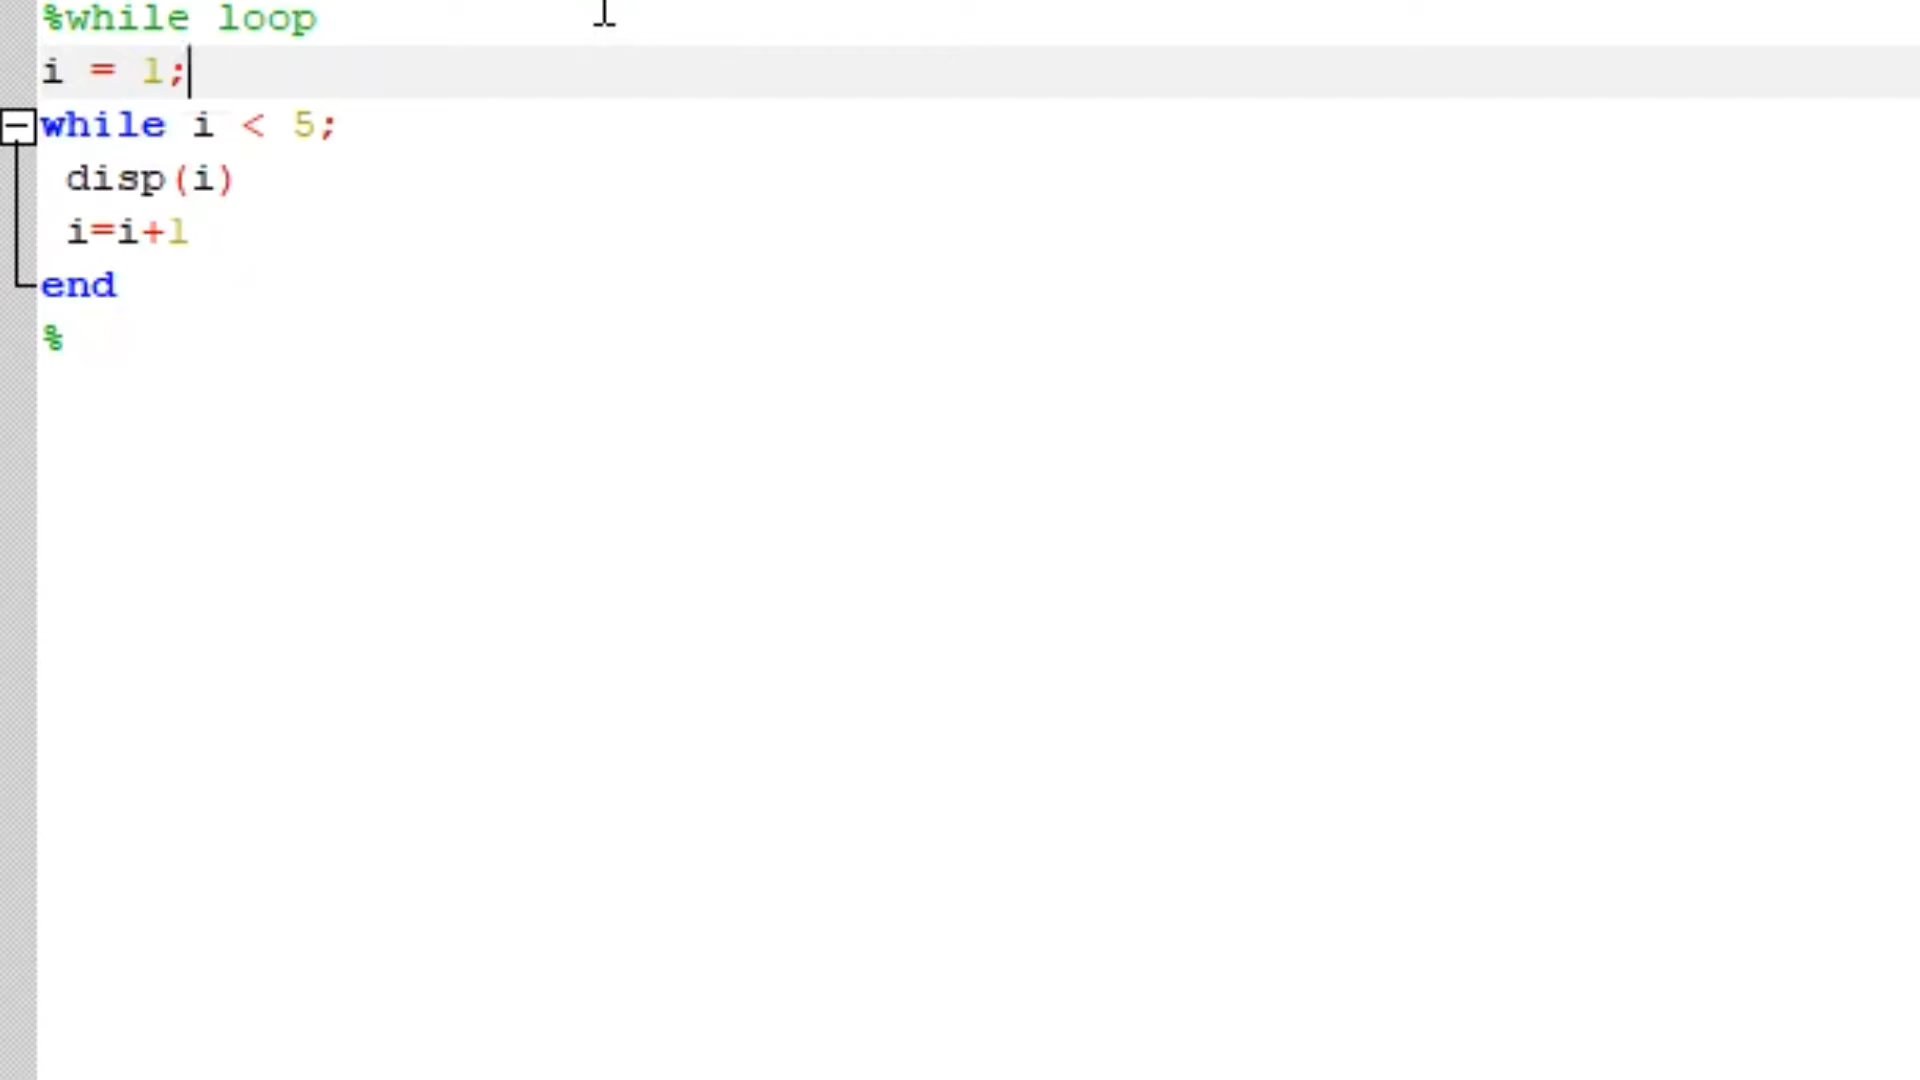 %while loop
i = 1;
while i < 5;
 disp(i)
 i=i+1
end
%